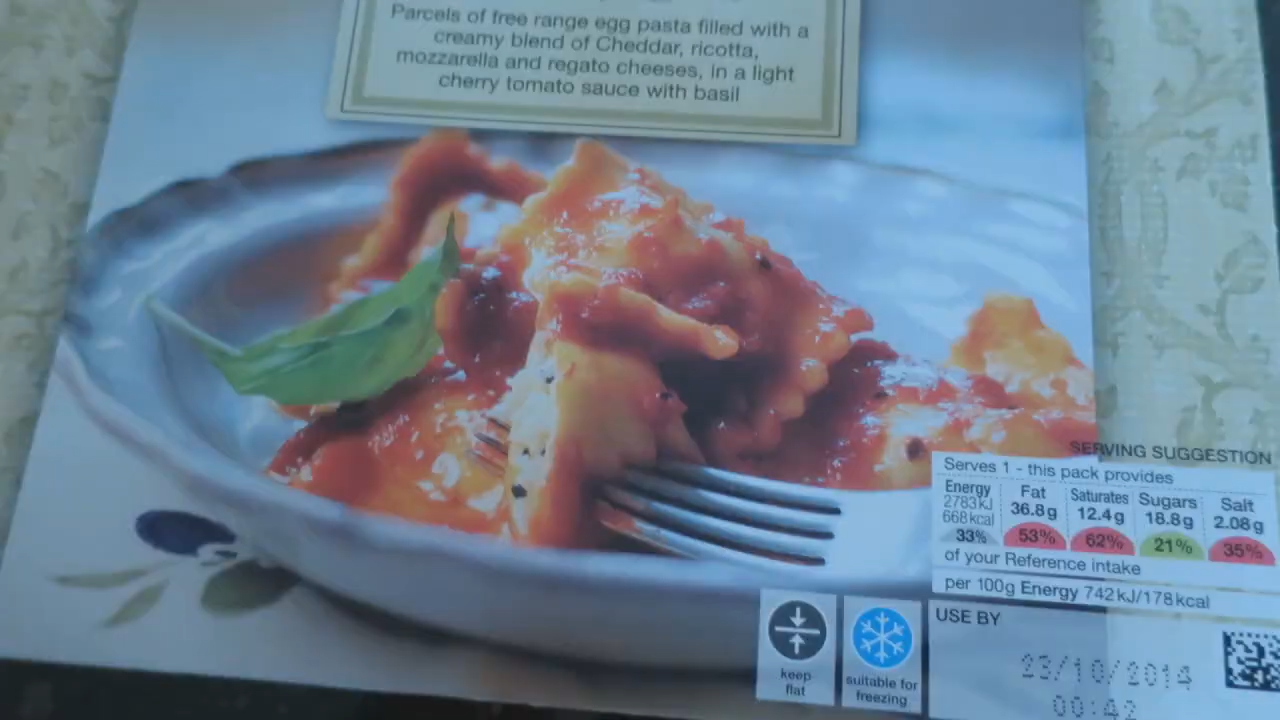 Parcels of free range egg pasta filled with a
creamy blend of Cheddar, ricotta,
mozzarella and regato cheeses, in a light
cherry tomato sauce with basil
SERVING SUGGESTION
Serves 1 - this pack provides
Energy Fat Saturates Sugars Salt
2783kJ 36.8g 12.4g 18.8g 2.08g
668kcal
33% 53% 62% 21% 35%
of your Reference intake
per 100g Energy 742kJ/178kcal
keep
flat
suitable for
freezing
USE BY
23/10/2014
00:42